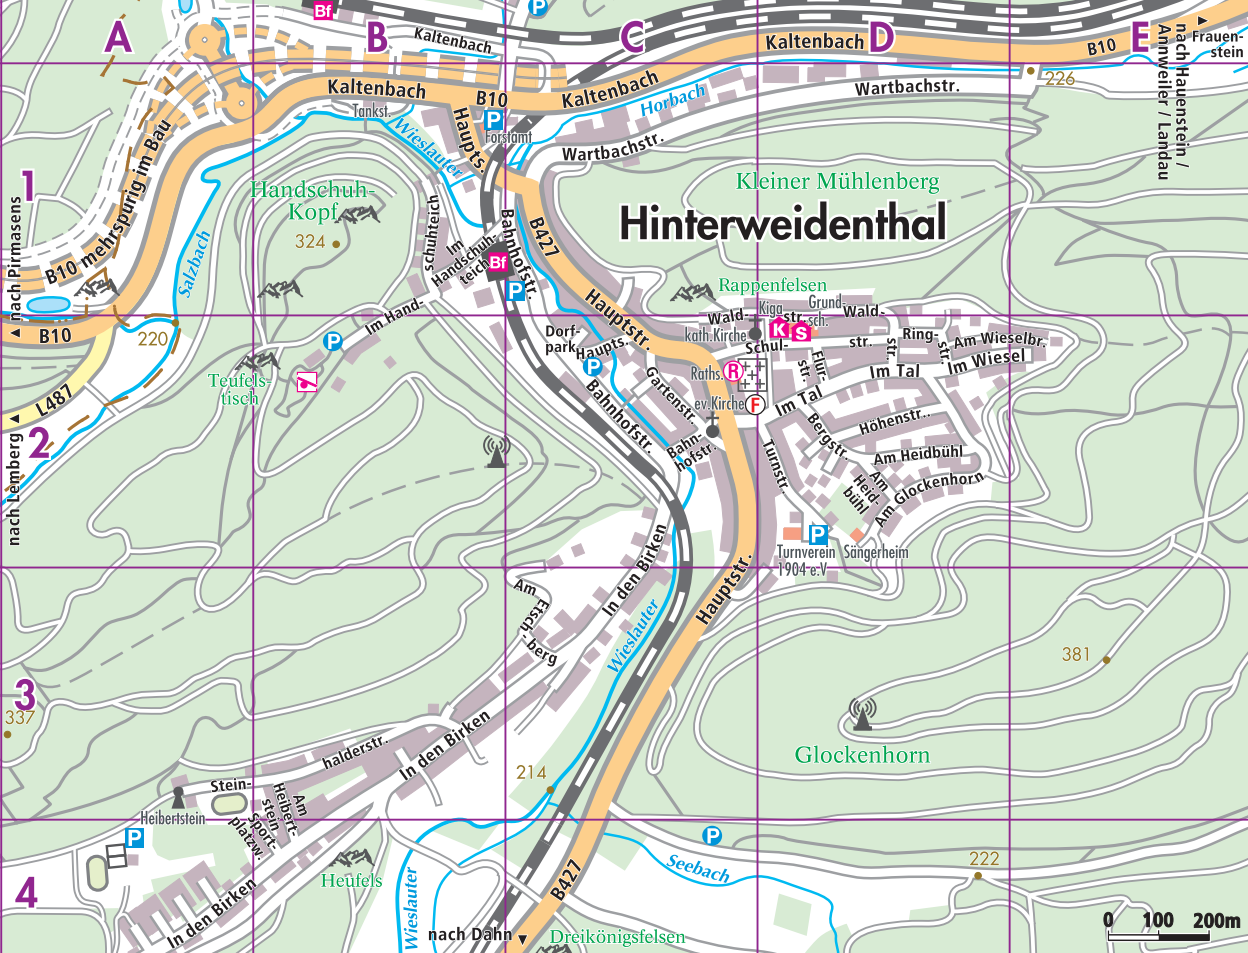 Bf
P
A
B
C
D
E
Kaltenbach
Kaltenbach
B10
nach Hauenstein /
Annweiler / Landau
Frauen-
stein
226
Kaltenbach
B10
Kaltenbach
Horbach
Wartbachstr.
Tankst.
Wieslauter
Haupts.
P
Forstamt
Wartbachstr.
B10 mehrspurig im Bau
1
Handschuh-
Kopf
324
Kleiner Mühlenberg
Hinterweidenthal
nach Pirmasens
Salzbach
schuhteich
Im
Handschuh-
teich
Bahnhofstr.
B427
Bf
P
Im Hand-
Hauptstr.
Rappenfelsen
Kiga
Grund-
sch.
Wald-
str.
Wald-
str.
kath.Kirche
K
S
Schul-
str.
Ring-
str.
Am Wieselbr.
Im Wiesel
B10
220
P
Dorf-
park
Haupts.
P
Raths.
R
Flur-
str.
Im Tal
Im Tal
Teufels-
tisch
L487
Gartenstr.
Bahnhofstr.
ev.Kirche
F
Höhenstr.
Bergstr.
Am Heidbühl
2
nach Lemberg
Bahn-
hofstr.
Turnstr.
Am
Heid-
bühl
Am Glockenhorn
P
Turnverein
1904 e.V
Sängerheim
In den Birken
Am
Etsch-
berg
Hauptstr.
Wieslauter
381
3
337
Glockenhorn
In den Birken
halderstr.
Stein-
214
Heibertstein
Am
Heibert-
stein
Sport-
platzw.
P
P
Seebach
222
Heufels
4
In den Birken
Wieslauter
B427
nach Dahn
Dreikönigsfelsen
0 100 200m